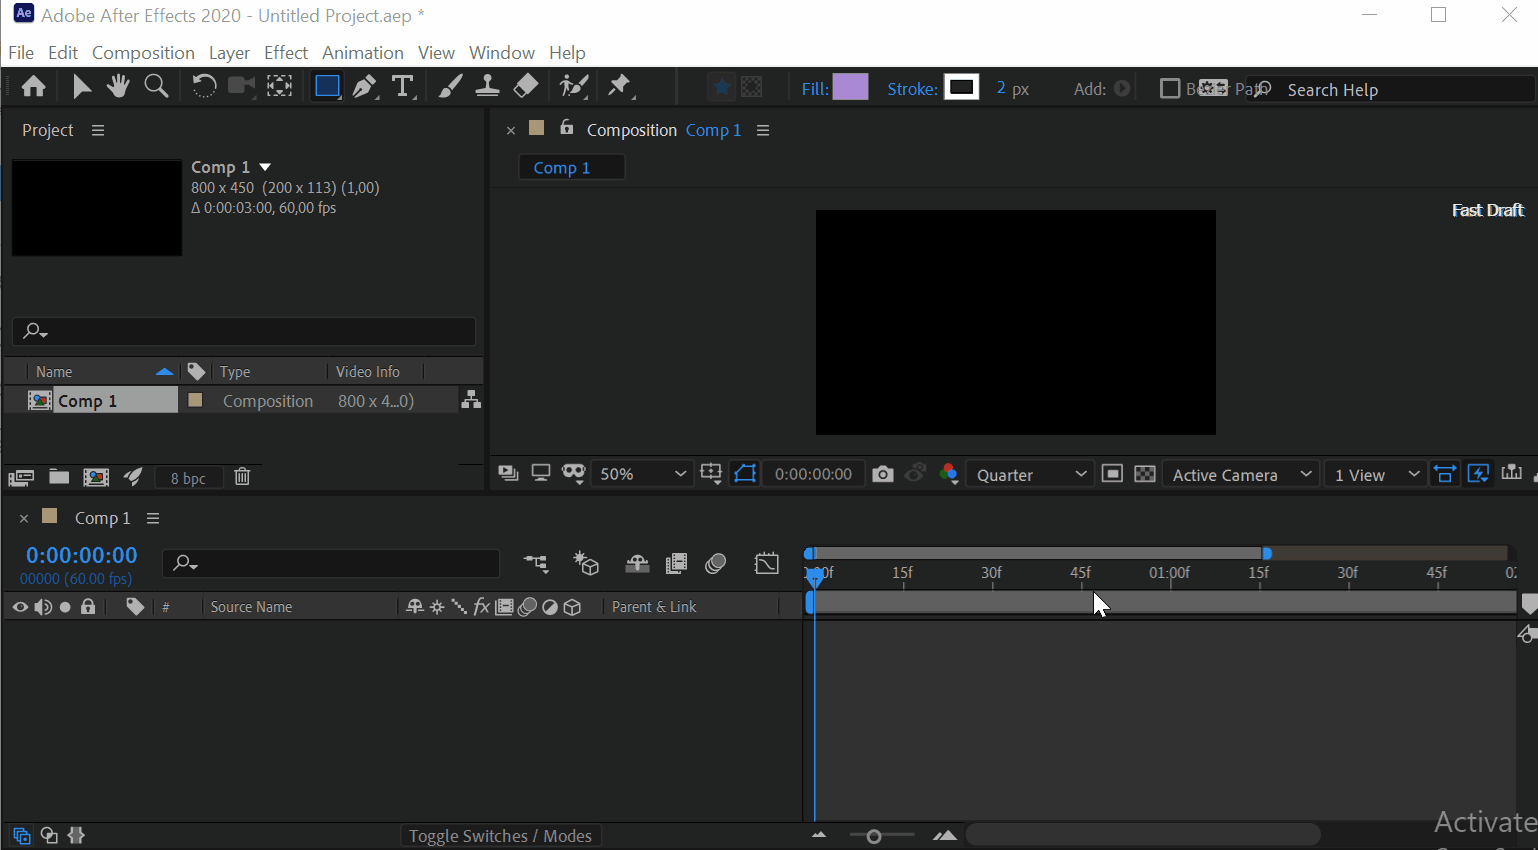 Ae Adobe After Effects 2020 - Untitled Project.aep *
File Edit Composition Layer Effect Animation View Window Help
Fill: Stroke: 2 px Add: Search Help
Project
Composition Comp 1
Comp 1
Comp 1
800 x 450 (200 x 113) (1,00)
Δ 0:00:03:00, 60,00 fps
Fast Draft
Name Type Video Info
Comp 1 Composition 800 x 4...0)
8 bpc
50% 0:00:00:00 Quarter Active Camera 1 View
Comp 1
0:00:00:00
00000 (60.00 fps)
15f 30f 45f 01:00f 15f 30f 45f
# Source Name fx Parent & Link
Toggle Switches / Modes
Activate